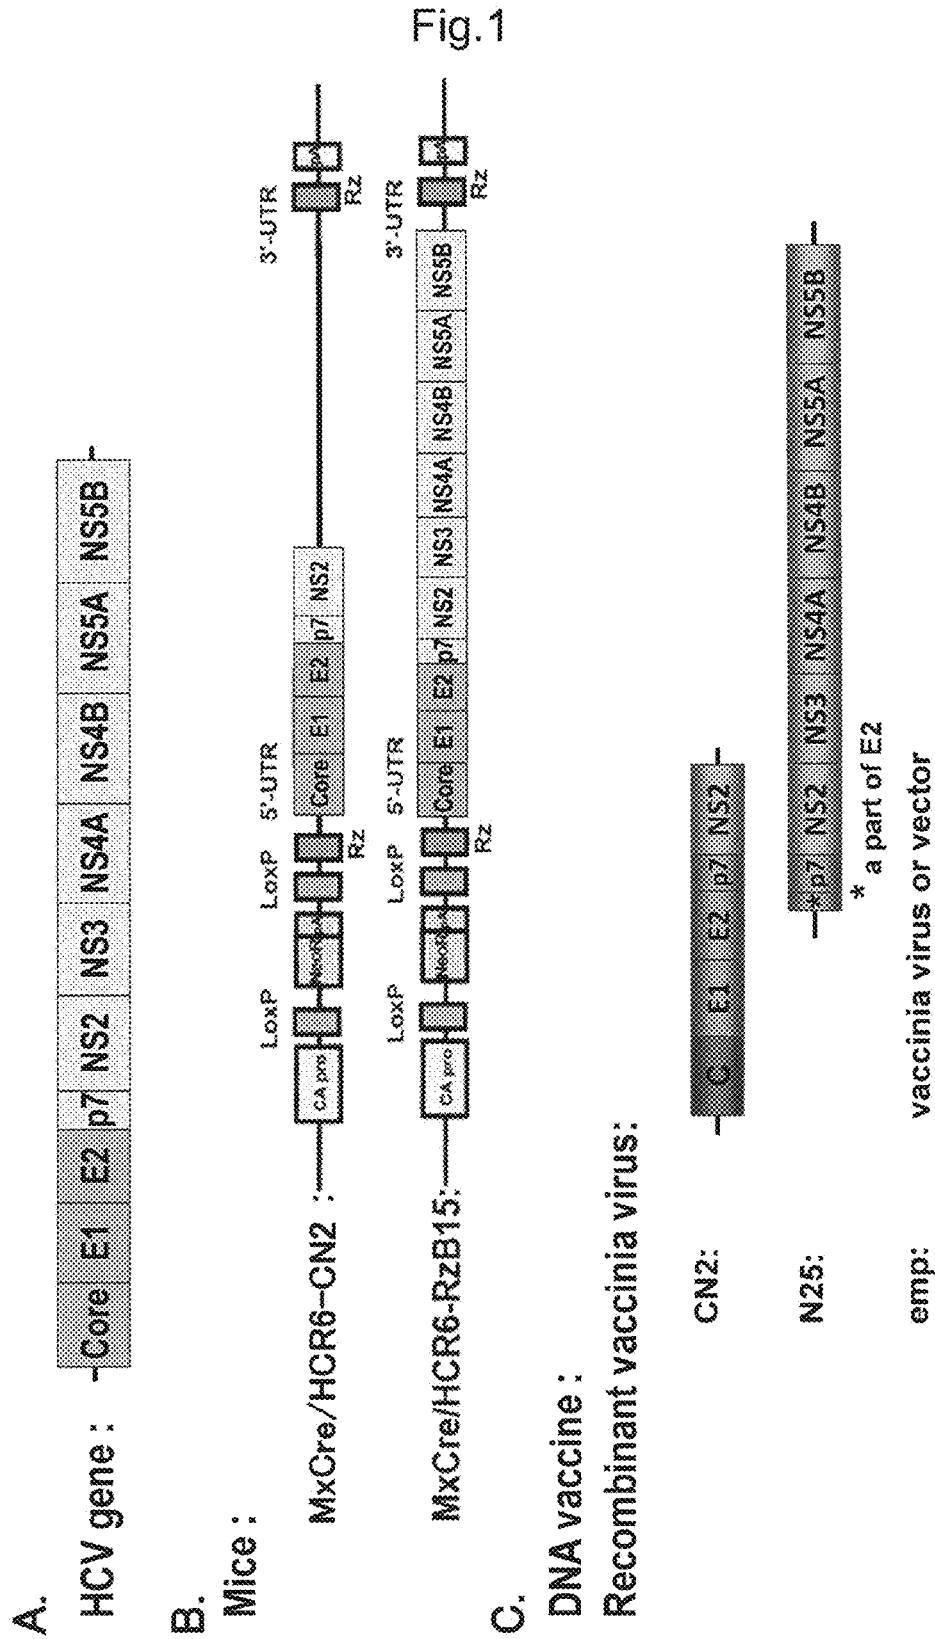 Fig.1
A.
HCV gene :
Core E1 E2 p7 NS2 NS3 NS4A NS4B NS5A NS5B
B.
Mice :
LoxP LoxP 5'-UTR 3'-UTR
MxCre/HCR6-CN2 : CA pro Core E1 E2 p7 NS2 pA
Rz Rz
LoxP LoxP 5'-UTR 3'-UTR
MxCre/HCR6-RzB15: CA pro Core E1 E2 p7 NS2 NS3 NS4A NS4B NS5A NS5B pA
Rz Rz
C.
DNA vaccine :
Recombinant vaccinia virus:
CN2: C E1 E2 p7 NS2
N25: *p7 NS2 NS3 NS4A NS4B NS5A NS5B
* a part of E2
emp: vaccinia virus or vector